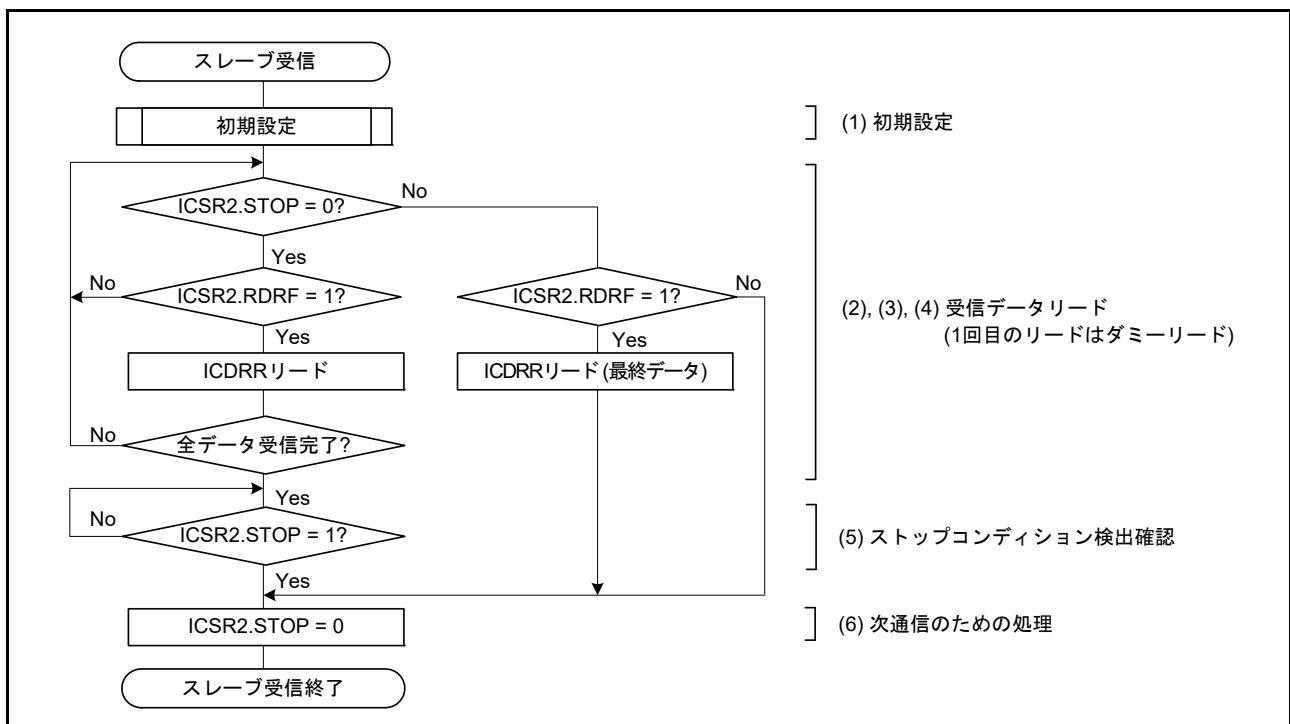 スレーブ受信
初期設定
(1) 初期設定
ICSR2.STOP = 0?
No
Yes
No
ICSR2.RDRF = 1?
ICSR2.RDRF = 1?
No
(2), (3), (4) 受信データリード
(1回目のリードはダミーリード)
Yes
Yes
ICDRRリード
ICDRRリード (最終データ)
No
全データ受信完了?
Yes
No
ICSR2.STOP = 1?
(5) ストップコンディション検出確認
Yes
ICSR2.STOP = 0
(6) 次通信のための処理
スレーブ受信終了